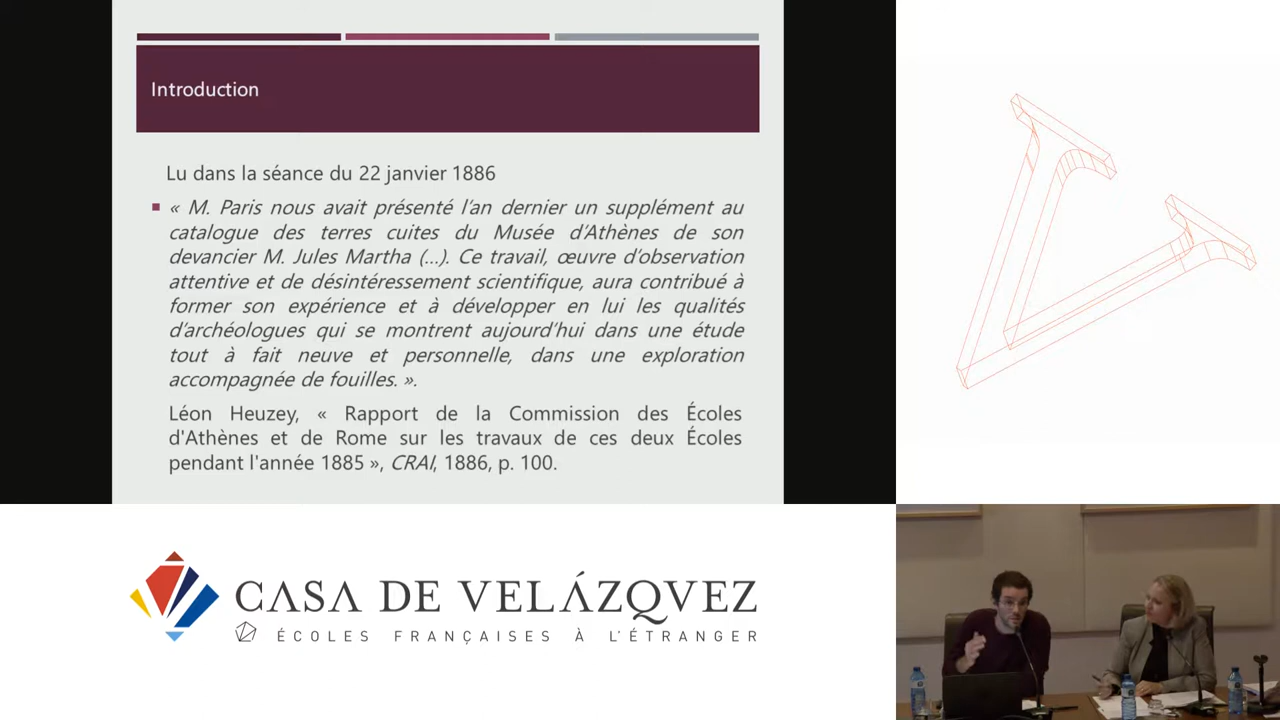 Introduction
Lu dans la séance du 22 janvier 1886
« M. Paris nous avait présenté l’an dernier un supplément au
catalogue des terres cuites du Musée d’Athènes de son
devancier M. Jules Martha (…). Ce travail, œuvre d’observation
attentive et de désintéressement scientifique, aura contribué à
former son expérience et à développer en lui les qualités
d’archéologues qui se montrent aujourd’hui dans une étude
tout à fait neuve et personnelle, dans une exploration
accompagnée de fouilles. ».
Léon Heuzey, « Rapport de la Commission des Écoles
d'Athènes et de Rome sur les travaux de ces deux Écoles
pendant l'année 1885 », CRAI, 1886, p. 100.
CASA DE VELÁZQVEZ
ÉCOLES FRANÇAISES À L'ÉTRANGER